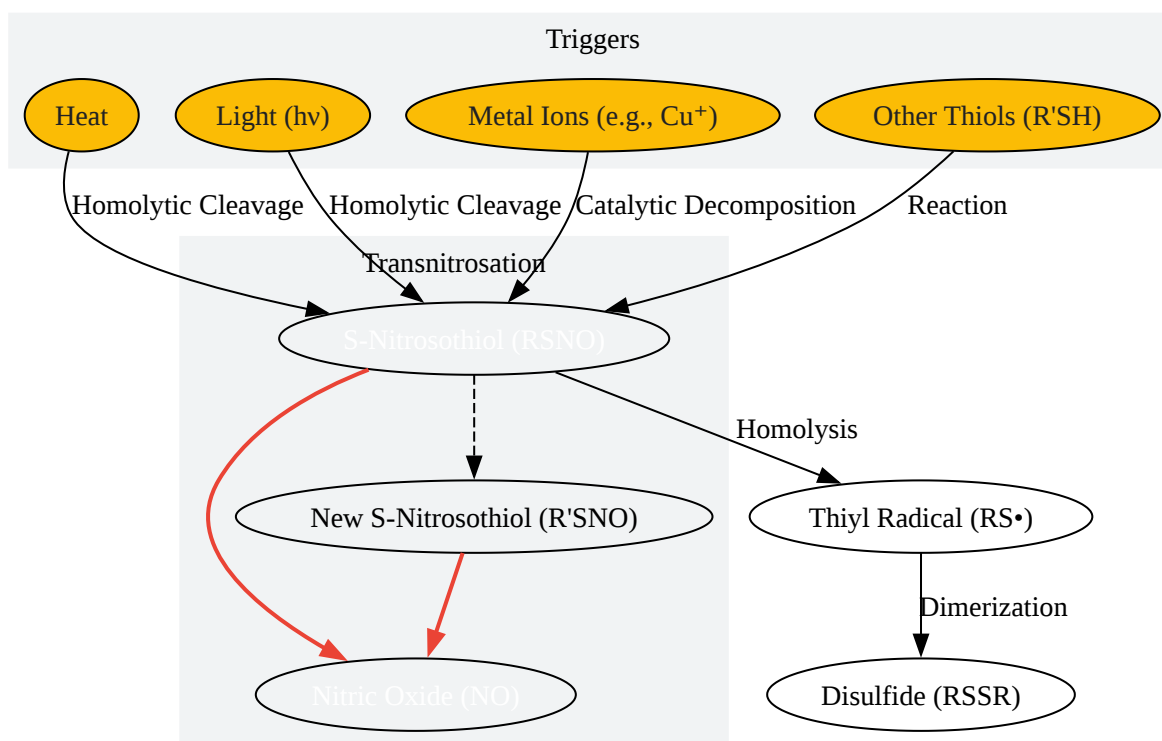 Triggers
Heat
Light (hν)
Metal Ions (e.g., Cu⁺)
Other Thiols (R'SH)
Homolytic Cleavage
Homolytic Cleavage
Catalytic Decomposition
Reaction
Transnitrosation
S-Nitrosothiol (RSNO)
Homolysis
New S-Nitrosothiol (R'SNO)
Thiyl Radical (RS•)
Dimerization
Nitric Oxide (NO)
Disulfide (RSSR)